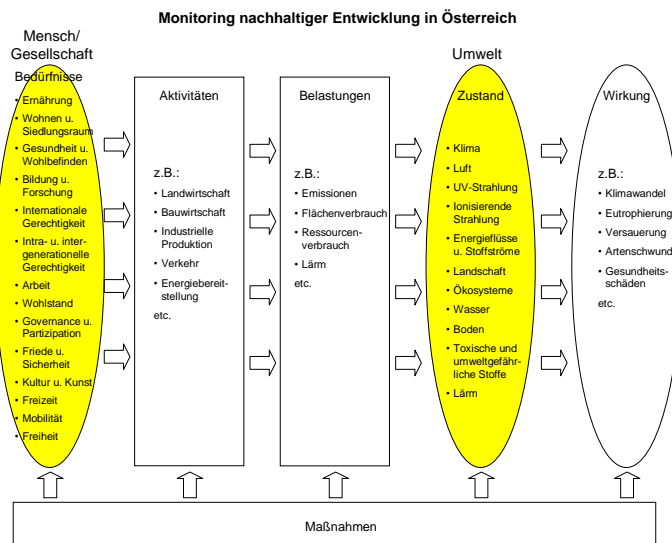 Monitoring nachhaltiger Entwicklung in Österreich
Mensch/
Gesellschaft
Bedürfnisse
• Ernährung
• Wohnen u.
Siedlungsraum
• Gesundheit u.
Wohlbefinden
• Bildung u.
Forschung
• Internationale
Gerechtigkeit
• Intra- u. inter-
generationelle
Gerechtigkeit
• Arbeit
• Wohlstand
• Governance u.
Partizipation
• Friede u.
Sicherheit
• Kultur u. Kunst
• Freizeit
• Mobilität
• Freiheit
Aktivitäten
z.B.:
• Landwirtschaft
• Bauwirtschaft
• Industrielle
Produktion
• Verkehr
• Energiebereit-
stellung
etc.
Belastungen
z.B.:
• Emissionen
• Flächenverbrauch
• Ressourcen-
verbrauch
• Lärm
etc.
Umwelt
Zustand
• Klima
• Luft
• UV-Strahlung
• Ionisierende
Strahlung
• Energieflüsse
u. Stoffströme
• Landschaft
• Ökosysteme
• Wasser
• Boden
• Toxische und
umweltgefähr-
liche Stoffe
• Lärm
Wirkung
z.B.:
• Klimawandel
• Eutrophierung
• Versauerung
• Artenschwund
• Gesundheits-
schäden
etc.
Maßnahmen